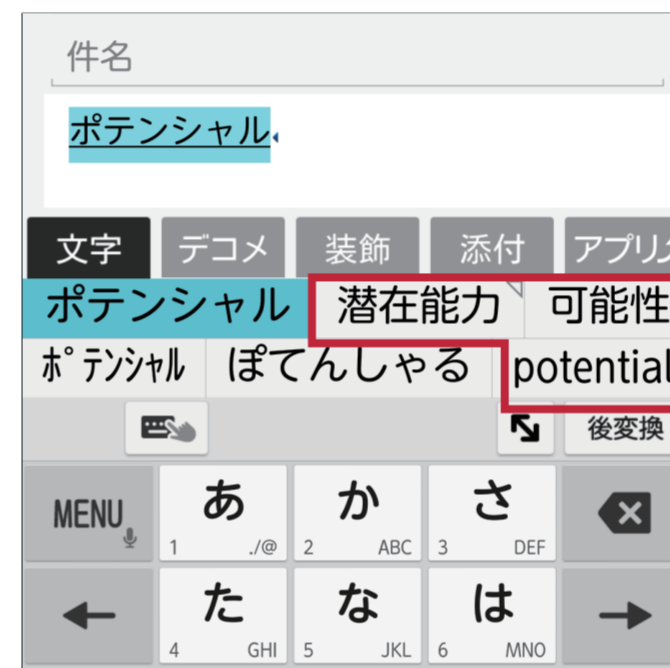 件名
ポテンシャル
文字 デコメ 装飾 添付 アプリ
ポテンシャル 潜在能力 可能性
ﾎﾟﾃﾝｼｬﾙ ぽてんしゃる potential
後変換
MENU あ か さ
1 ./@ 2 ABC 3 DEF
た な は
4 GHI 5 JKL 6 MNO